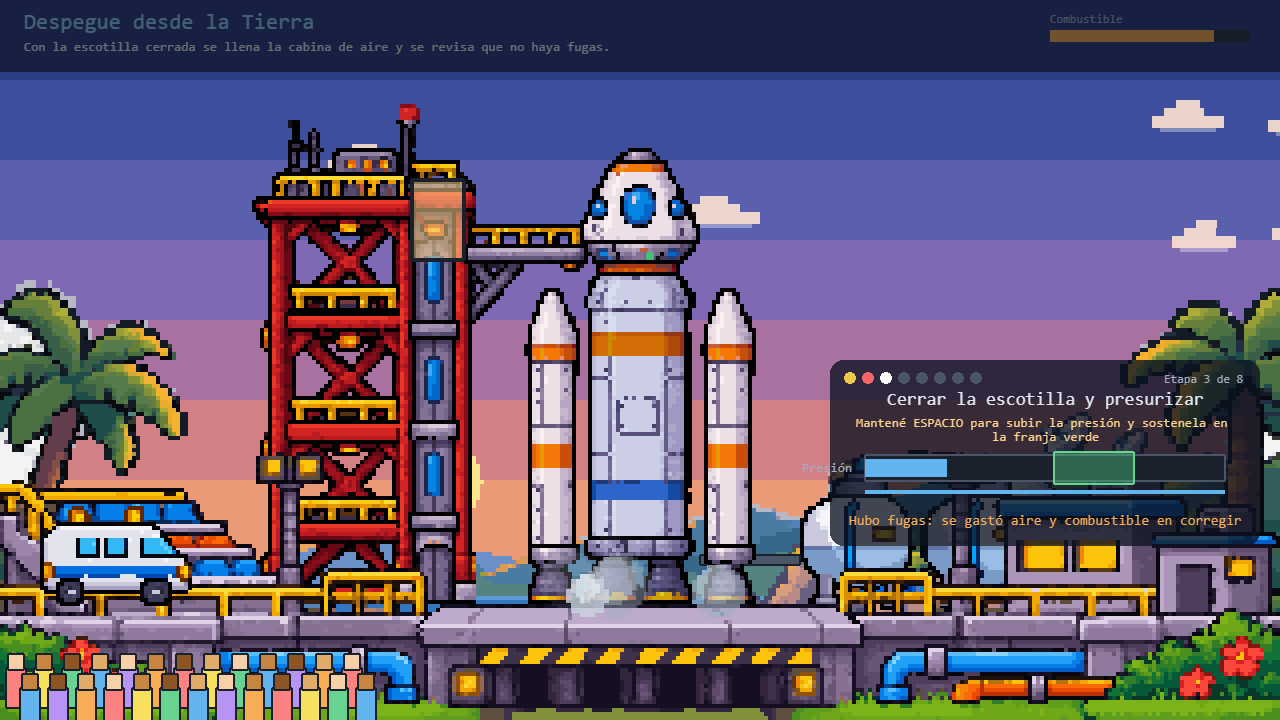 Despegue desde la Tierra
Con la escotilla cerrada se llena la cabina de aire y se revisa que no haya fugas.
Combustible
Etapa 3 de 8
Cerrar la escotilla y presurizar
Mantené ESPACIO para subir la presión y sostenela en
la franja verde
Presión
Hubo fugas: se gastó aire y combustible en corregir